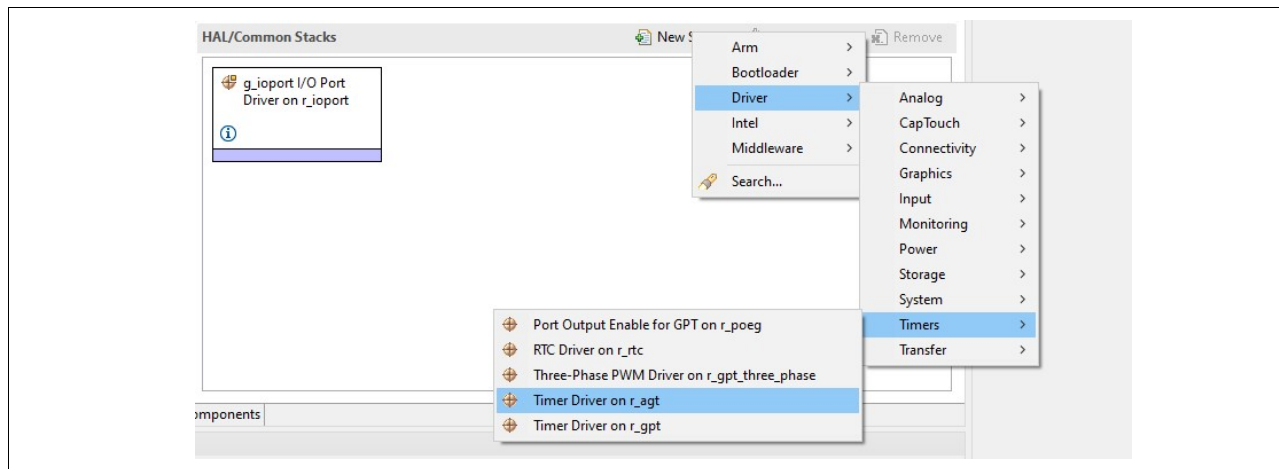 HAL/Common Stacks
New S
Remove
g_ioport I/O Port
Driver on r_ioport
Arm
Bootloader
Driver
Intel
Middleware
Search...
Analog
CapTouch
Connectivity
Graphics
Input
Monitoring
Power
Storage
System
Timers
Transfer
Port Output Enable for GPT on r_poeg
RTC Driver on r_rtc
Three-Phase PWM Driver on r_gpt_three_phase
Timer Driver on r_agt
Timer Driver on r_gpt
omponents